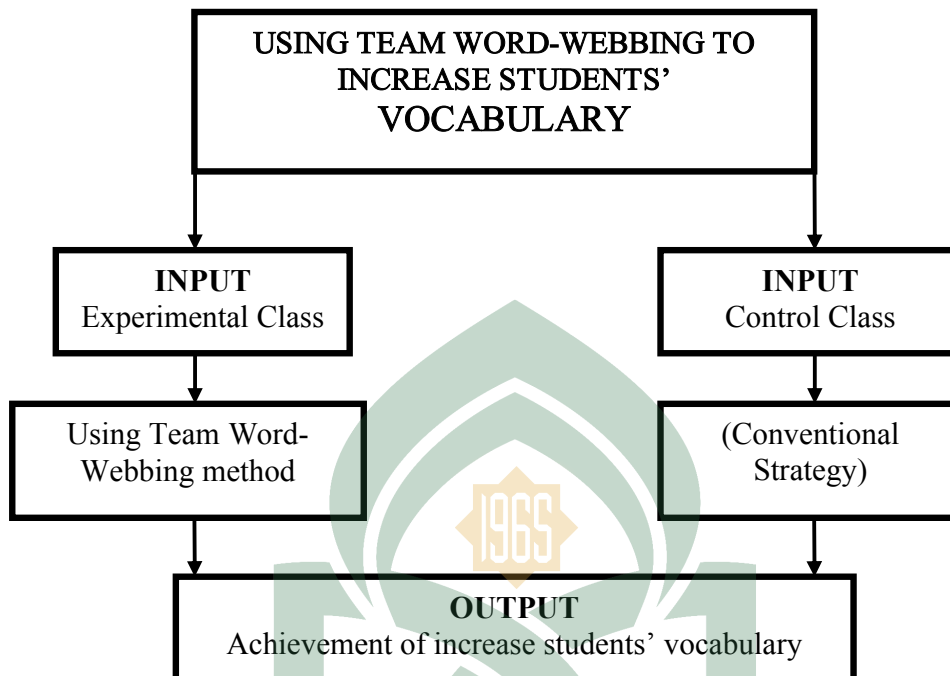 USING TEAM WORD-WEBBING TO
INCREASE STUDENTS’
VOCABULARY
INPUT
Experimental Class
INPUT
Control Class
Using Team Word-
Webbing method
(Conventional
Strategy)
1965
OUTPUT
Achievement of increase students’ vocabulary